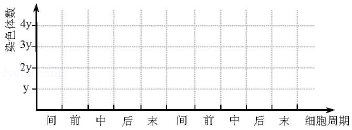 染色体数
4y
3y
2y
y
间 前 中 后 末 间 前 中 后 末 细胞周期